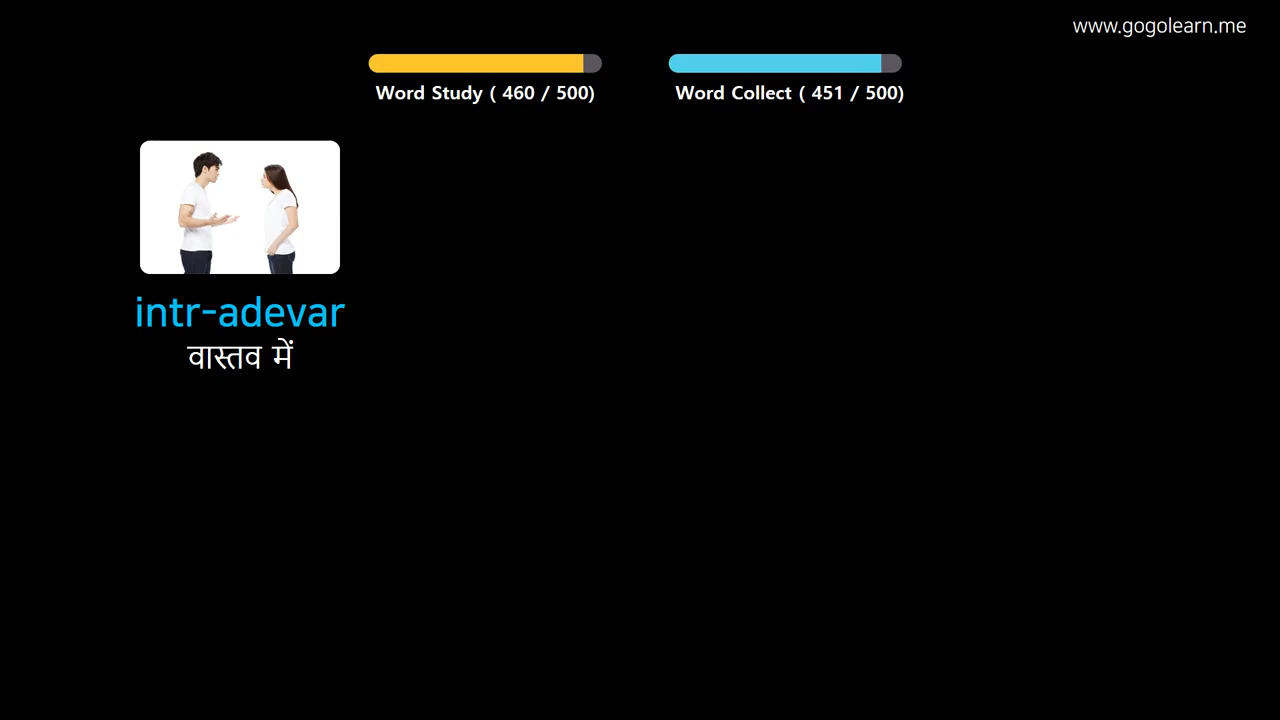 www.gogolearn.me
Word Study ( 460 / 500)
Word Collect ( 451 / 500)
intr-adevar
वास्तव में